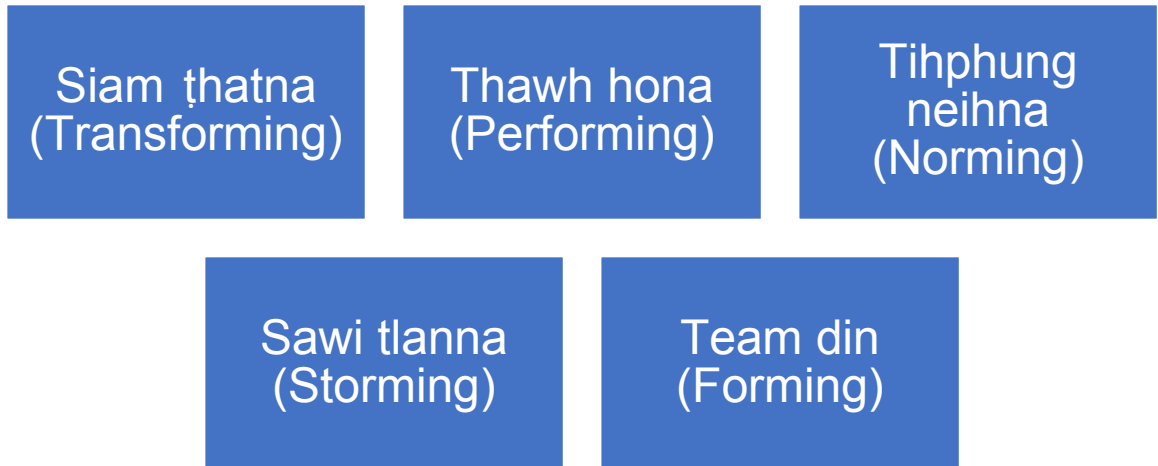 Siam ṭhatna
(Transforming)
Thawh hona
(Performing)
Tihphung
neihna
(Norming)
Sawi tlanna
(Storming)
Team din
(Forming)